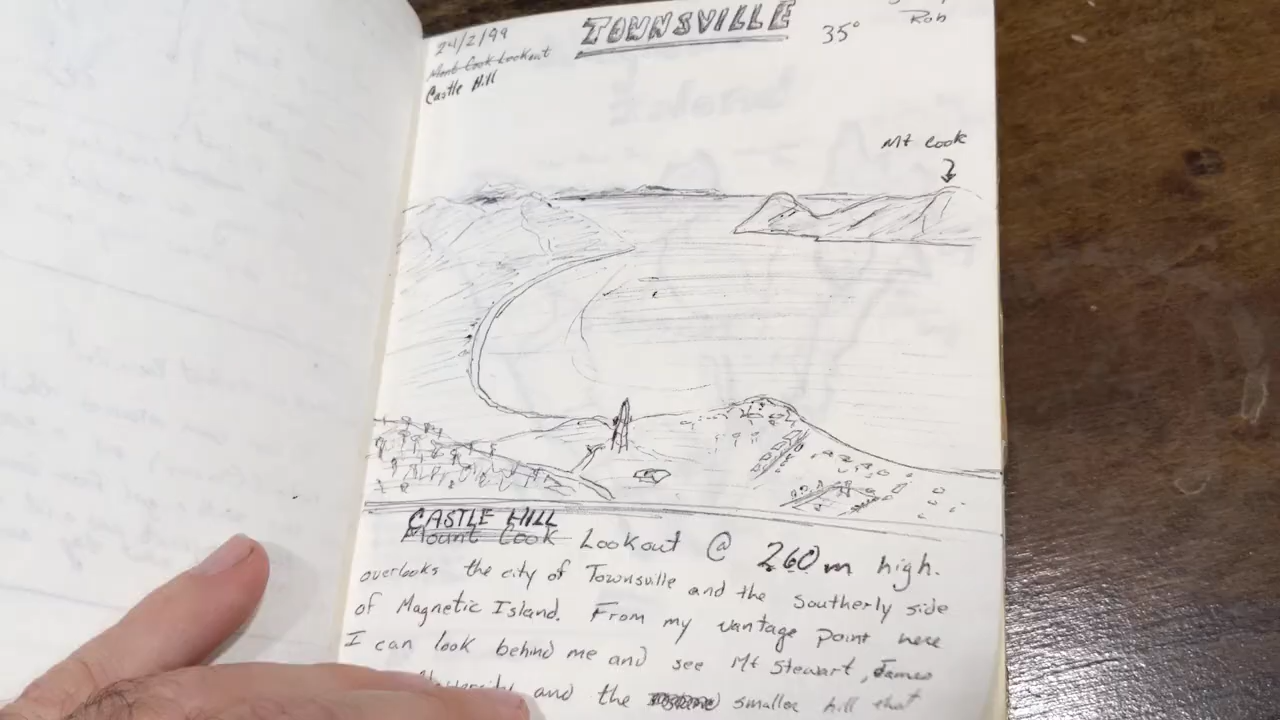 24/2/99
TOWNSVILLE
35°
Rob
Mont Cook Lookout
Castle Hill
Mt Cook
CASTLE HILL
Mount Cook Lookout @ 260m high.
overlooks the city of Townsville and the southerly side
of Magnetic Island. From my vantage point here
I can look behind me and see Mt Stewart, James
University and the smaller hill that